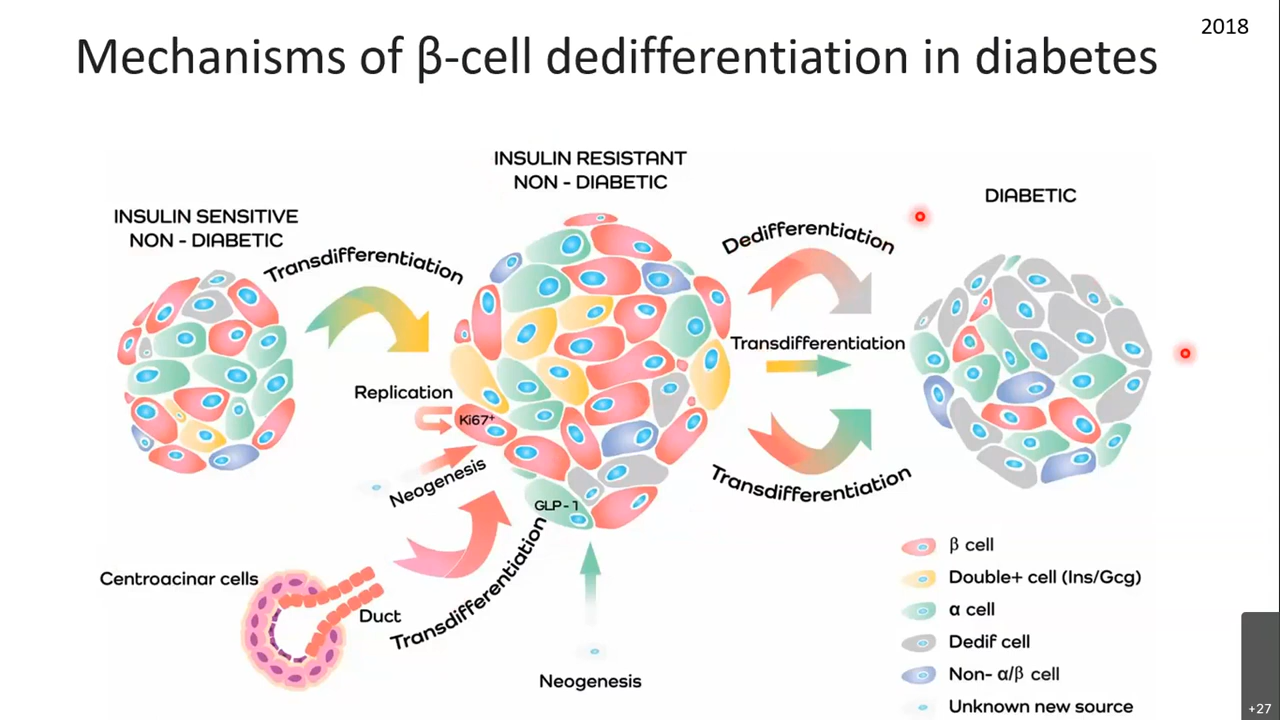 2018
Mechanisms of β-cell dedifferentiation in diabetes
INSULIN RESISTANT
NON - DIABETIC
DIABETIC
INSULIN SENSITIVE
NON - DIABETIC
Transdifferentiation
Dedifferentiation
Transdifferentiation
Replication
Ki67+
Neogenesis
Transdifferentiation
GLP-1
Centroacinar cells
Duct
Transdifferentiation
Neogenesis
β cell
Double+ cell (Ins/Gcg)
α cell
Dedif cell
Non- α/β cell
Unknown new source
+27